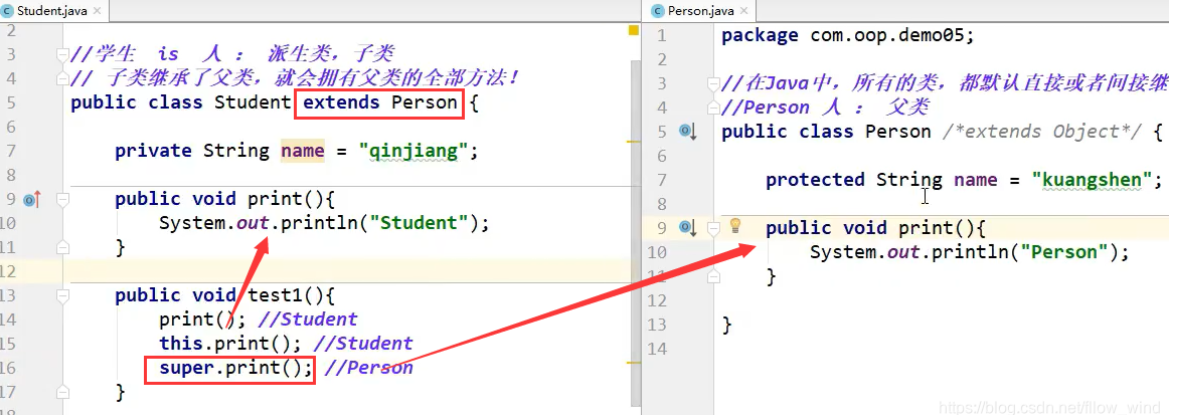 Student.java
2
3 //学生 is 人 : 派生类,子类
4 // 子类继承了父类,就会拥有父类的全部方法!
5 public class Student extends Person {
6
7 private String name = "qinjiang";
8
9 public void print(){
10 System.out.println("Student");
11 }
12
13 public void test1(){
14 print(); //Student
15 this.print(); //Student
16 super.print(); //Person
17 }
Person.java
1 package com.oop.demo05;
2
3 //在Java中,所有的类,都默认直接或者间接继
4 //Person 人 : 父类
5 public class Person /*extends Object*/ {
6
7 protected String name = "kuangshen";
8
9 public void print(){
10 System.out.println("Person");
11 }
12
13 }
14
https://blog.csdn.net/fllow_wind